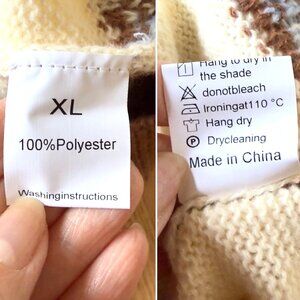 XL
100%Polyester
Washinginstructions
Hang to dry in
the shade
donotbleach
Ironingat110 °C
Hang dry
P Drycleaning
Made in China